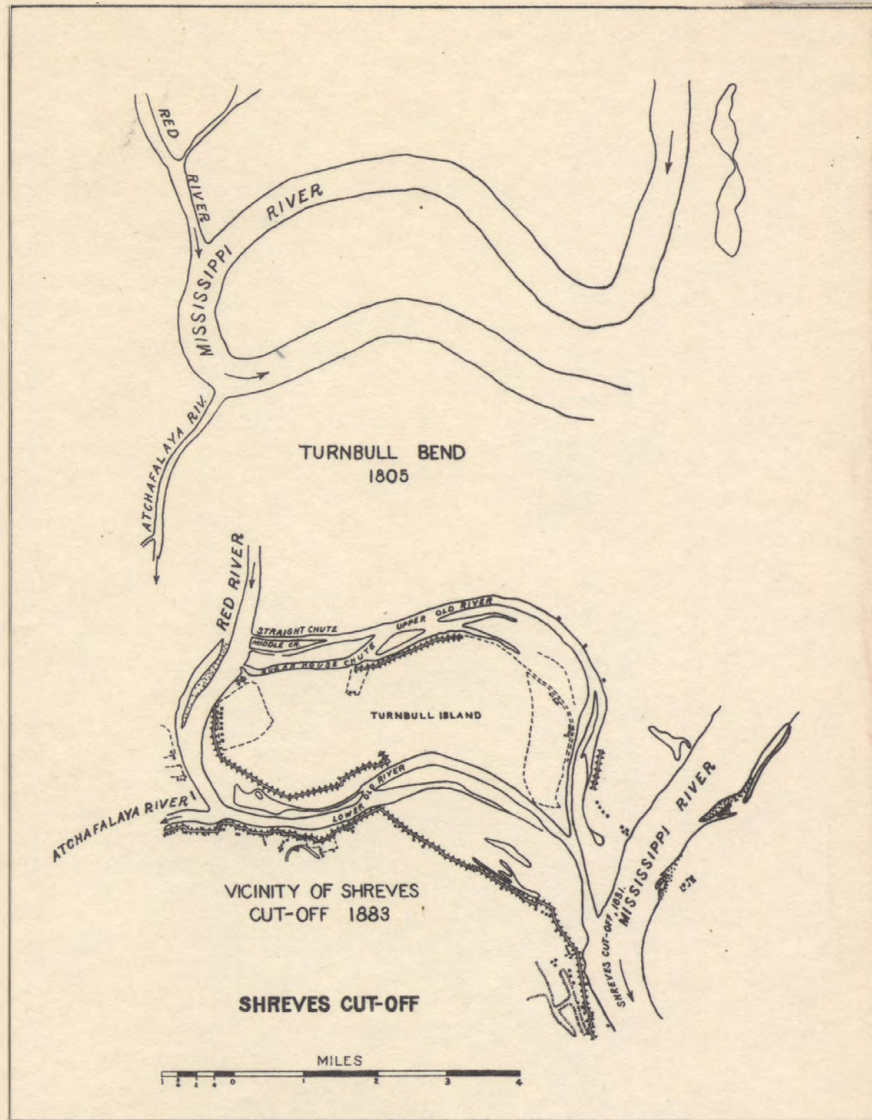 RED
RIVER
MISSISSIPPI RIVER
ATCHAFALAYA RIV.
TURNBULL BEND
1805
RED RIVER
STRAIGHT CHUTE
MIDDLE CR.
SUGAR HOUSE CHUTE
UPPER OLD RIVER
TURNBULL ISLAND
LOWER OLD RIVER
ATCHAFALAYA RIVER
MISSISSIPPI RIVER
SHREVES CUT-OFF, 1831.
VICINITY OF SHREVES
CUT-OFF 1883
SHREVES CUT-OFF
MILES
0 1 2 3 4